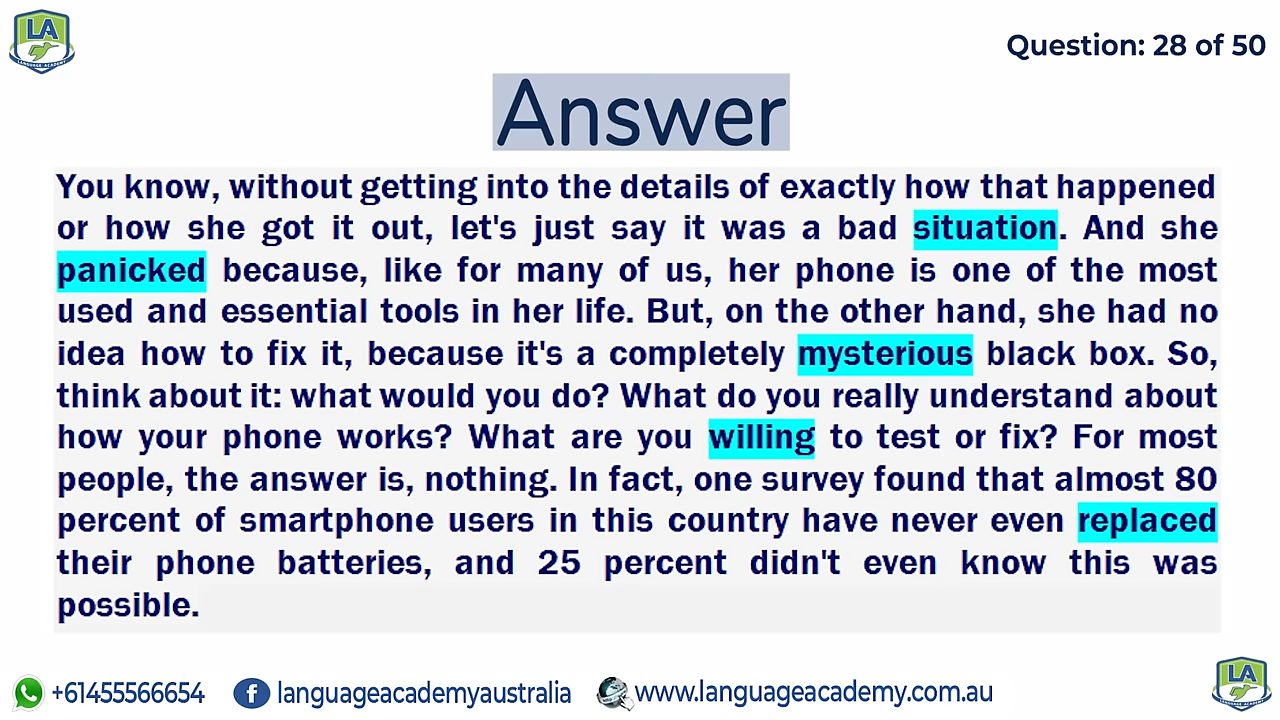 LA
LANGUAGE ACADEMY
Question: 28 of 50
Answer
You know, without getting into the details of exactly how that happened
or how she got it out, let's just say it was a bad situation. And she
panicked because, like for many of us, her phone is one of the most
used and essential tools in her life. But, on the other hand, she had no
idea how to fix it, because it's a completely mysterious black box. So,
think about it: what would you do? What do you really understand about
how your phone works? What are you willing to test or fix? For most
people, the answer is, nothing. In fact, one survey found that almost 80
percent of smartphone users in this country have never even replaced
their phone batteries, and 25 percent didn't even know this was
possible.
+61455566654 languageacademyaustralia www.languageacademy.com.au
LA
LANGUAGE ACADEMY